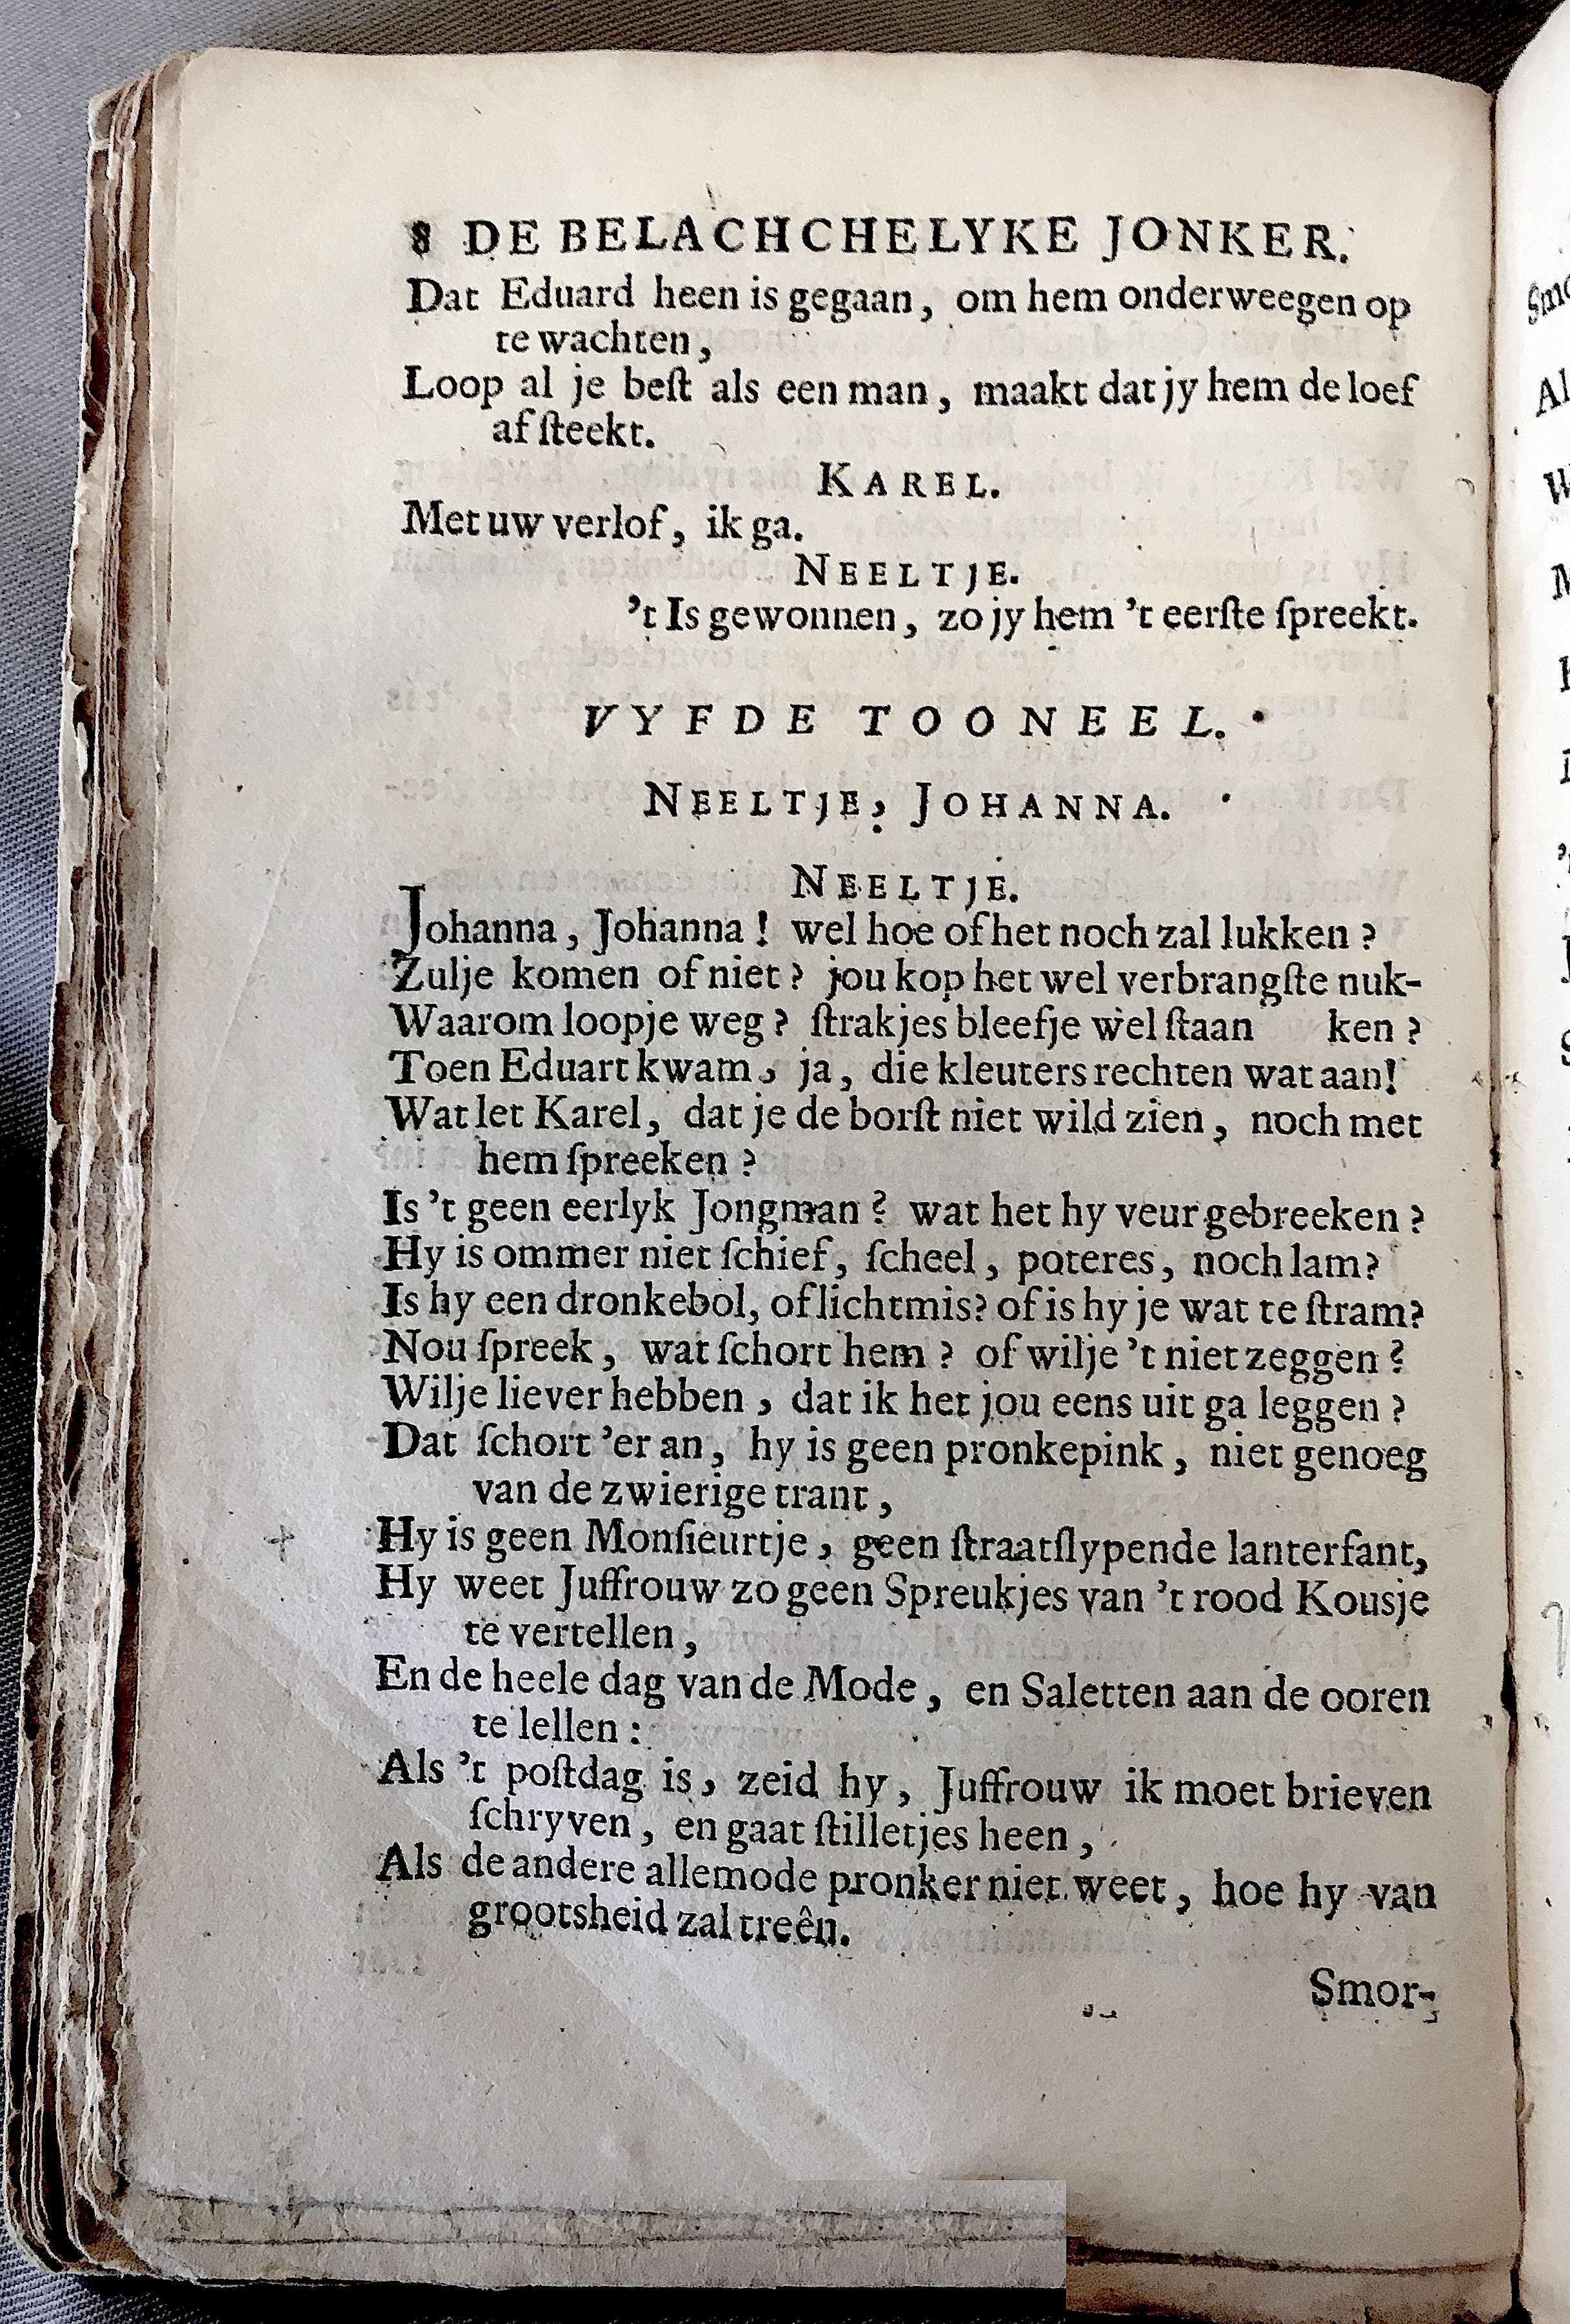 8 DE BELACHCHELYKE JONKER.
Dat Eduard heen is gegaan, om hem onderweegen op
te wachten,
Loop al je beſt als een man, maakt dat jy hem de loef
af ſteekt.
KAREL.
Met uw verlof, ik ga.
NEELTJE.
't Is gewonnen, zo jy hem 't eerſte ſpreekt.
VYFDE TOONEEL.
NEELTJE, JOHANNA.
NEELTJE.
Johanna, Johanna! wel hoe of het noch zal lukken?
Zulje komen of niet? jou kop het wel verbrangſte nuk-
Waarom loopje weg? ſtrakjes bleefje wel ſtaan ken?
Toen Eduart kwam, ja, die kleuters rechten wat aan!
Wat let Karel, dat je de borſt niet wild zien, noch met
hem ſpreeken?
Is 't geen eerlyk Jongman? wat het hy veur gebreeken?
Hy is ommer niet ſchief, ſcheel, poteres, noch lam?
Is hy een dronkebol, of lichtmis? of is hy je wat te ſtram?
Nou ſpreek, wat ſchort hem? of wilje 't niet zeggen?
Wilje liever hebben, dat ik het jou eens uit ga leggen?
Dat ſchort 'er an, hy is geen pronkepink, niet genoeg
van de zwierige trant,
Hy is geen Monſieurtje, geen ſtraatſlypende lanterfant,
Hy weet Juffrouw zo geen Spreukjes van 't rood Kousje
te vertellen,
En de heele dag van de Mode, en Saletten aan de ooren
te lellen:
Als 't poſtdag is, zeid hy, Juffrouw ik moet brieven
ſchryven, en gaat ſtilletjes heen,
Als de andere allemode pronker niet weet, hoe hy van
grootsheid zal treên.
Smor-